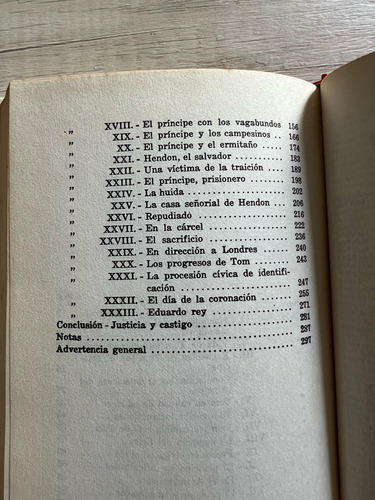 „ XVIII. - El príncipe con los vagabundos 156
„ XIX. - El príncipe y los campesinos .. 166
„ XX. - El príncipe y el ermitaño ....... 174
„ XXI. - Hendon, el salvador ............ 183
„ XXII. - Una víctima de la traición ...... 189
„ XXIII. - El príncipe, prisionero ......... 198
„ XXIV. - La huida ...................... 202
„ XXV. - La casa señorial de Hendon ... 206
„ XXVI. - Repudiado .................... 216
„ XXVII. - En la cárcel ................... 222
„ XXVIII. - El sacrificio ................... 236
„ XXIX. - En dirección a Londres ........ 240
„ XXX. - Los progresos de Tom ......... 243
„ XXXI. - La procesión cívica de identifi-
cación ...................... 247
„ XXXII. - El día de la coronación ........ 255
„ XXXIII. - Eduardo rey .................. 271
Conclusión - Justicia y castigo .................. 281
Notas ........................................ 287
Advertencia general ........................... 297